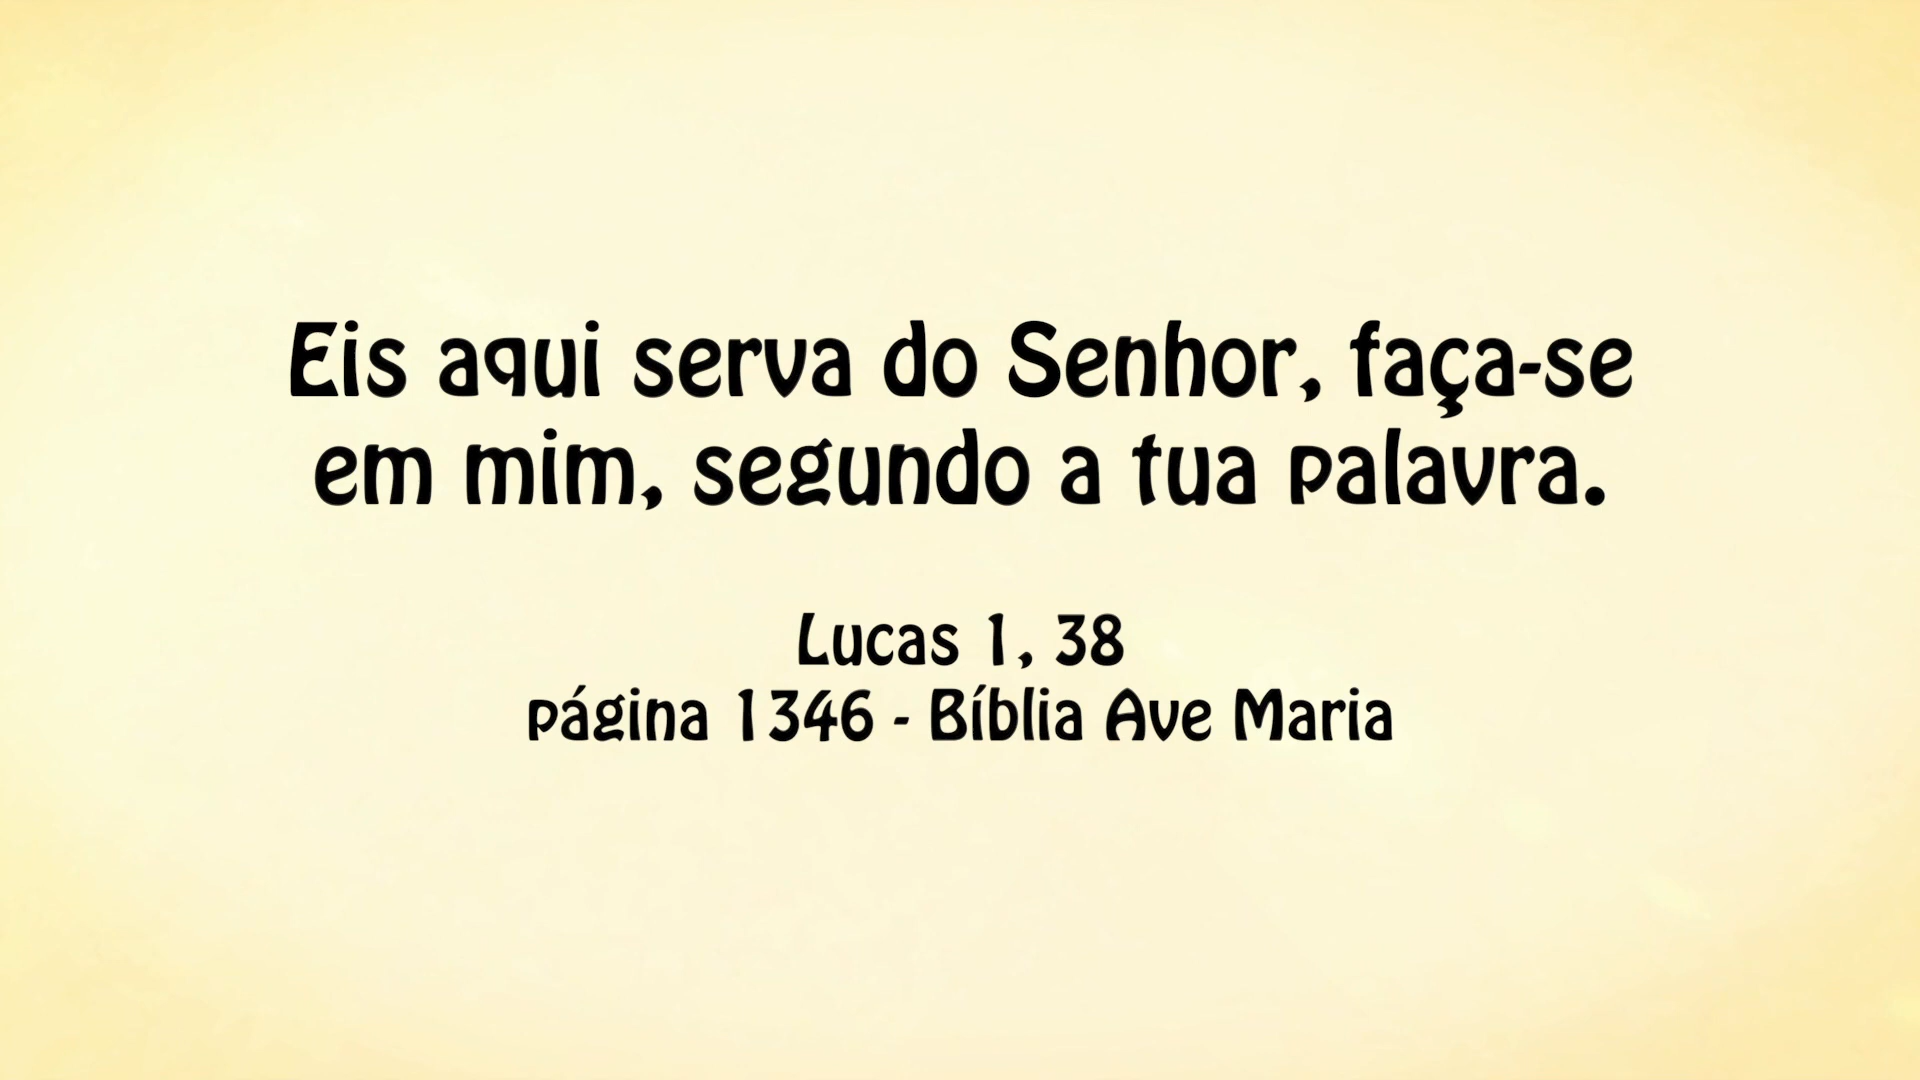 Eis aqui serva do Senhor, faça-se
em mim, segundo a tua palavra.
Lucas 1, 38
página 1346 - Bíblia Ave Maria